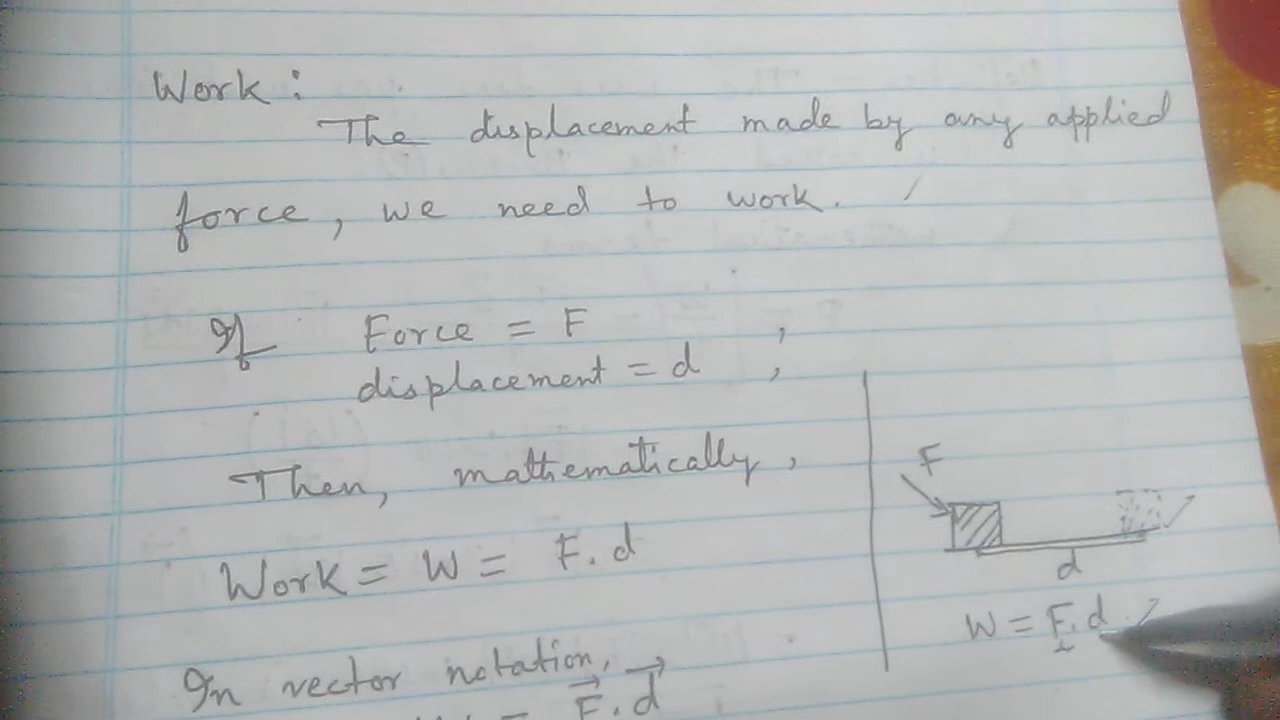 Work:
The displacement made by any applied
force, we need to work.
If Force = F ,
displacement = d ,
Then, mathematically,
Work = W = F.d
In vector notation,
= F⃗.d⃗
F
d
W = F.d